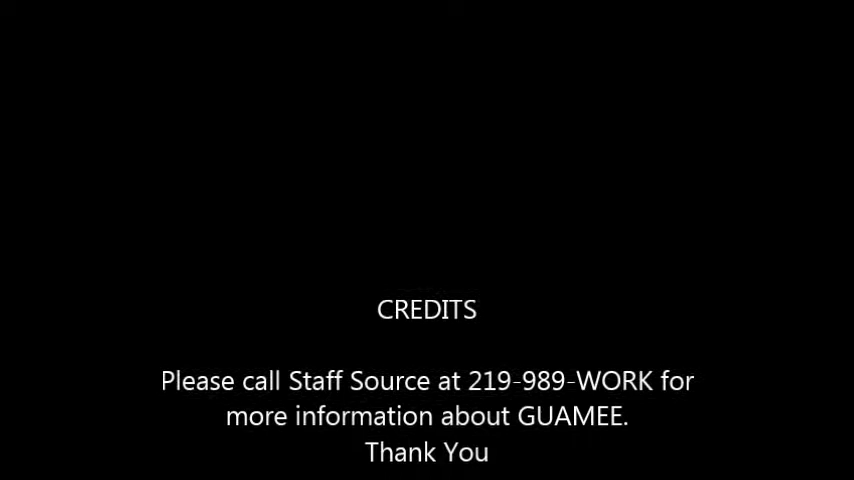 CREDITS
Please call Staff Source at 219-989-WORK for
more information about GUAMEE.
Thank You